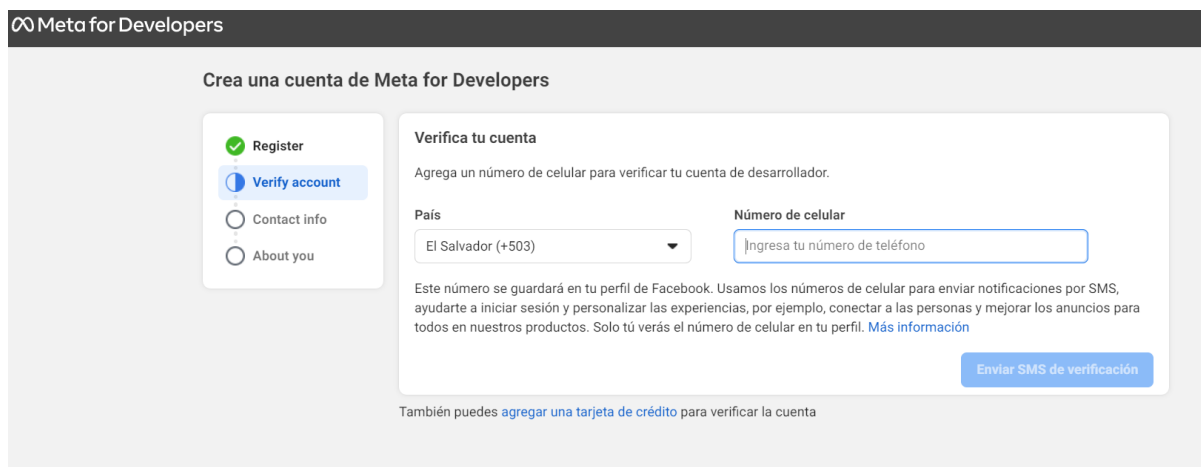 Meta for Developers
Crea una cuenta de Meta for Developers
Register
Verify account
Contact info
About you
Verifica tu cuenta
Agrega un número de celular para verificar tu cuenta de desarrollador.
País
Número de celular
El Salvador (+503)
Ingresa tu número de teléfono
Este número se guardará en tu perfil de Facebook. Usamos los números de celular para enviar notificaciones por SMS,
ayudarte a iniciar sesión y personalizar las experiencias, por ejemplo, conectar a las personas y mejorar los anuncios para
todos en nuestros productos. Solo tú verás el número de celular en tu perfil. Más información
Enviar SMS de verificación
También puedes agregar una tarjeta de crédito para verificar la cuenta